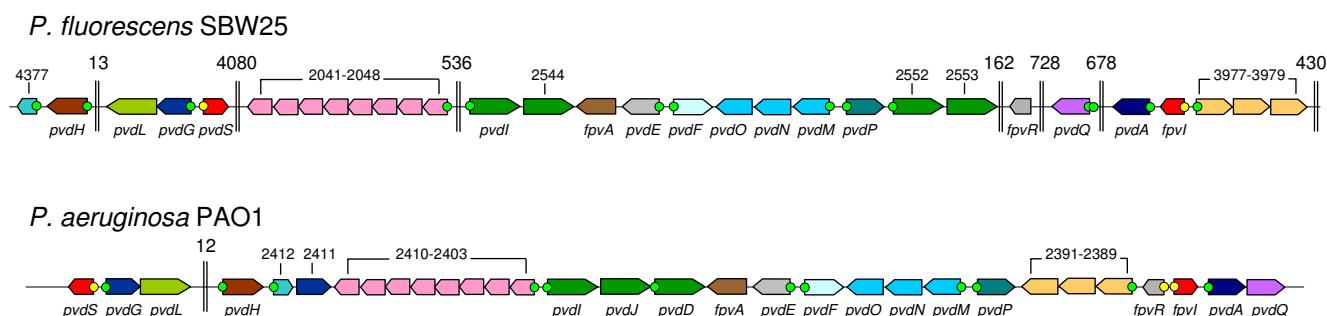 P. fluorescens SBW25
13 4080 536 162 728 678 430
4377 2041-2048 2544 2552 2553 3977-3979
pvdH pvdL pvdG pvdS pvdI fpvA pvdE pvdF pvdO pvdN pvdM pvdP fpvR pvdQ pvdA fpvI
P. aeruginosa PAO1
12
2412 2411 2410-2403 2391-2389
pvdS pvdG pvdL pvdH pvdI pvdJ pvdD fpvA pvdE pvdF pvdO pvdN pvdM pvdP fpvR fpvI pvdA pvdQ